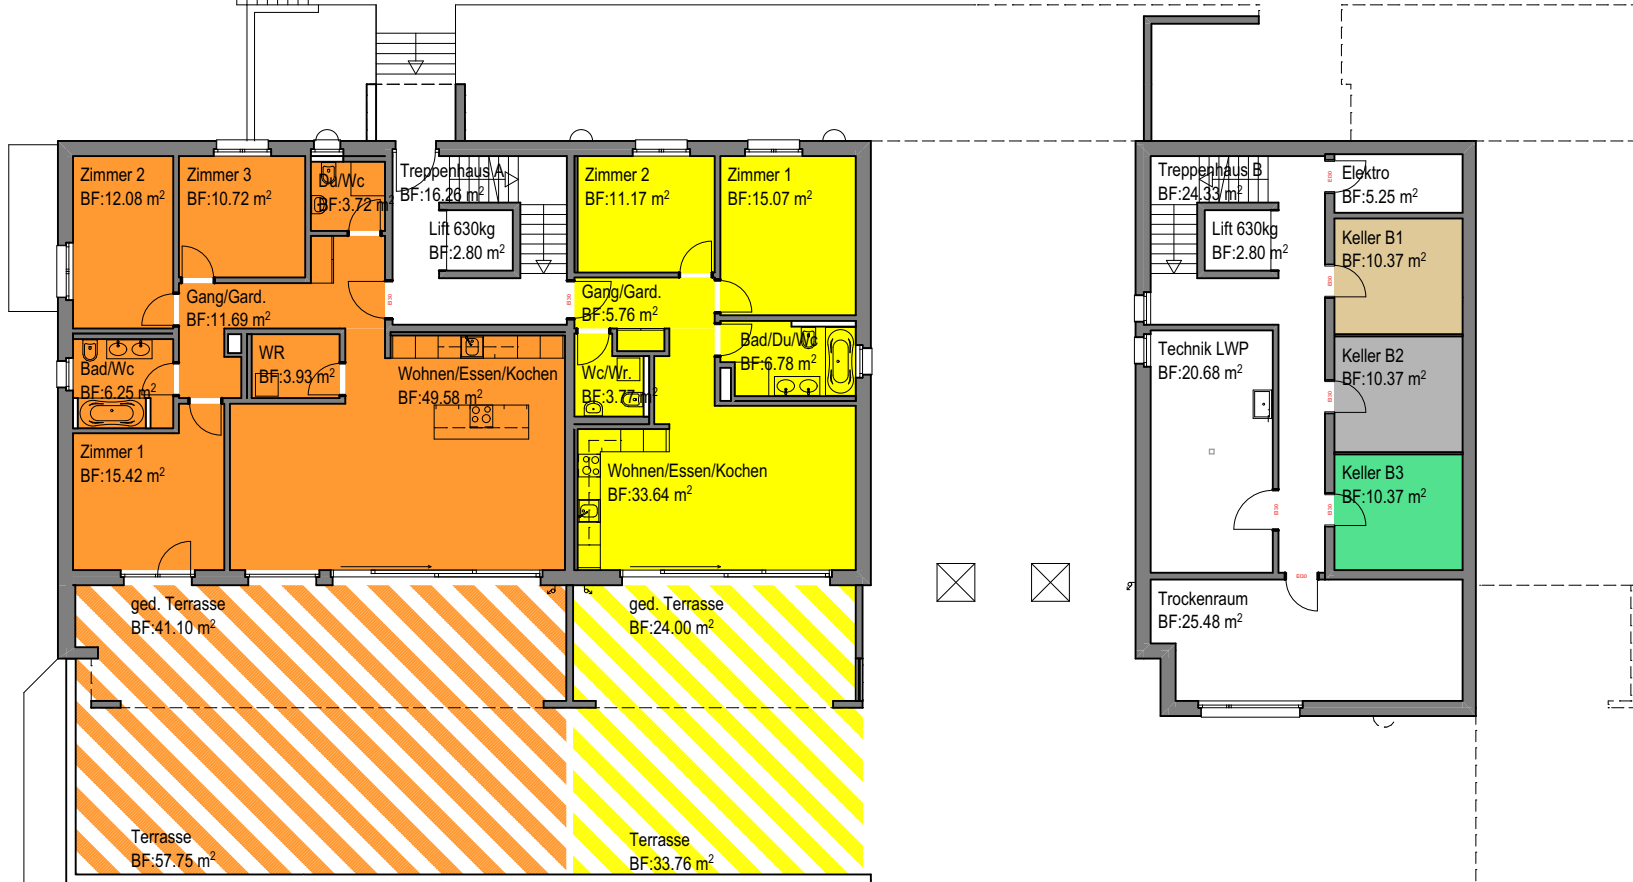 Zimmer 2
BF:12.08 m²
Zimmer 3
BF:10.72 m²
Du/Wc
BF:3.72 m²
Treppenhaus A
BF:16.26 m²
Lift 630kg
BF:2.80 m²
Zimmer 2
BF:11.17 m²
Zimmer 1
BF:15.07 m²
Gang/Gard.
BF:11.69 m²
EI30
EI30
Gang/Gard.
BF:5.76 m²
Bad/Wc
BF:6.25 m²
WR
BF:3.93 m²
Wohnen/Essen/Kochen
BF:49.58 m²
Wc/Wr.
BF:3.77 m²
Bad/Du/Wc
BF:6.78 m²
Zimmer 1
BF:15.42 m²
Wohnen/Essen/Kochen
BF:33.64 m²
ged. Terrasse
BF:41.10 m²
ged. Terrasse
BF:24.00 m²
Terrasse
BF:57.75 m²
Terrasse
BF:33.76 m²
Treppenhaus B
BF:24.33 m²
Lift 630kg
BF:2.80 m²
EI30
Elektro
BF:5.25 m²
EI30
Keller B1
BF:10.37 m²
Technik LWP
BF:20.68 m²
EI30
Keller B2
BF:10.37 m²
EI30
EI30
Keller B3
BF:10.37 m²
EI30
Trockenraum
BF:25.48 m²